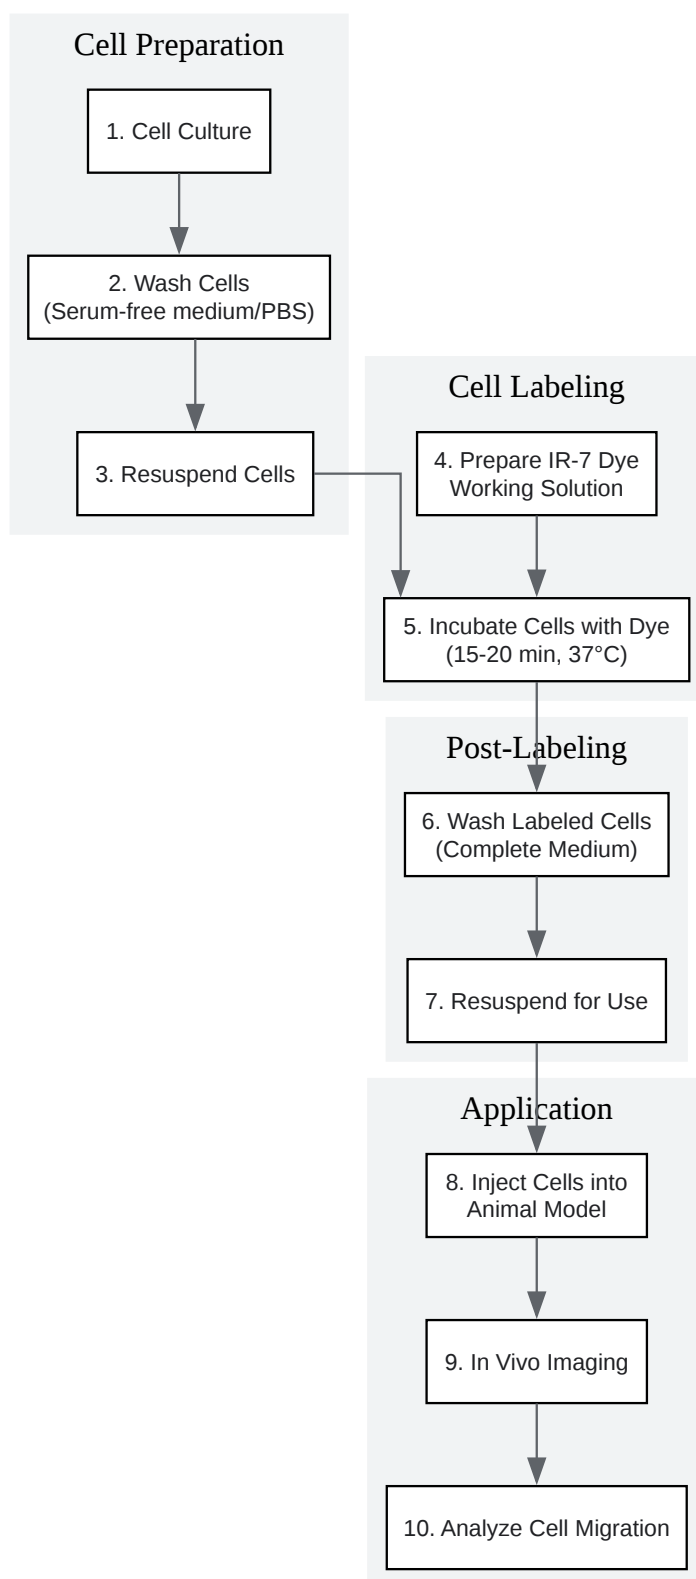 Cell Preparation
1. Cell Culture
2. Wash Cells
(Serum-free medium/PBS)
3. Resuspend Cells
Cell Labeling
4. Prepare IR-7 Dye
Working Solution
5. Incubate Cells with Dye
(15-20 min, 37°C)
Post-Labeling
6. Wash Labeled Cells
(Complete Medium)
7. Resuspend for Use
Application
8. Inject Cells into
Animal Model
9. In Vivo Imaging
10. Analyze Cell Migration